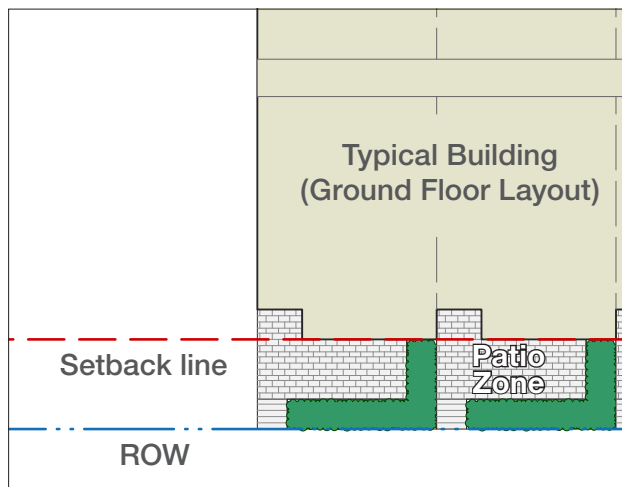 Typical Building
(Ground Floor Layout)
Setback line
Patio
Zone
ROW